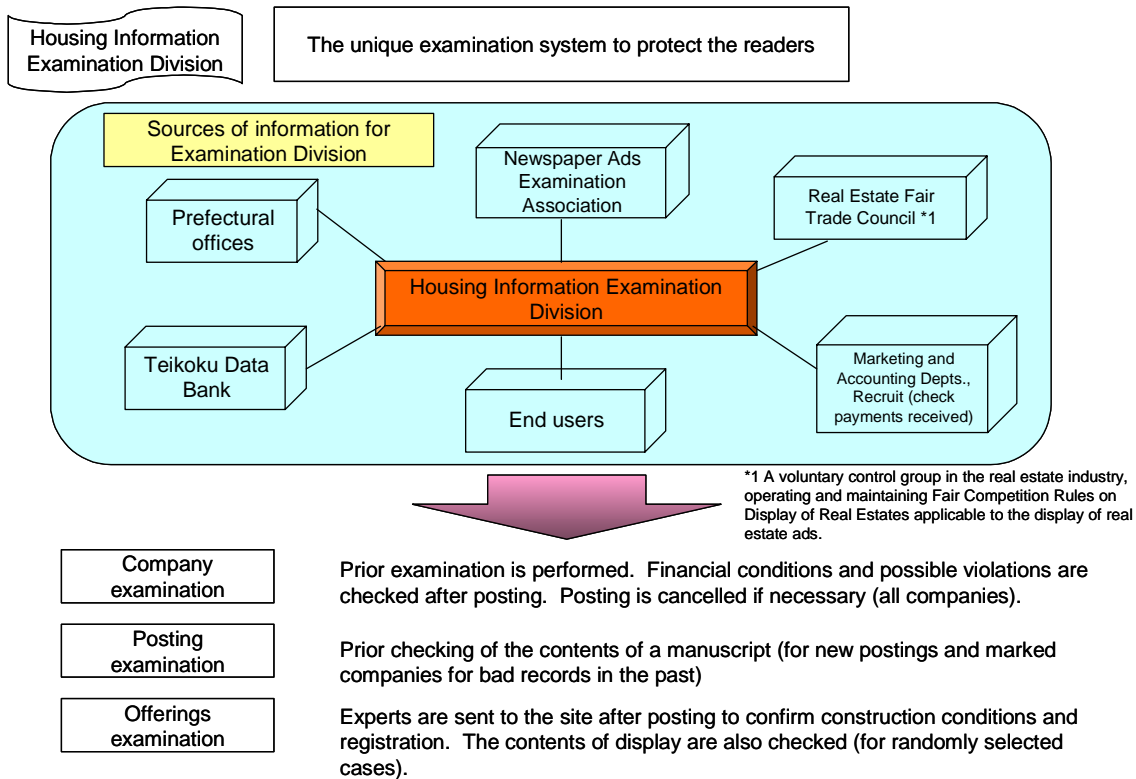 Housing Information
Examination Division
The unique examination system to protect the readers
Sources of information for
Examination Division
Newspaper Ads
Examination
Association
Real Estate Fair
Trade Council *1
Prefectural
offices
Housing Information Examination
Division
Teikoku Data
Bank
End users
Marketing and
Accounting Depts.,
Recruit (check
payments received)
*1 A voluntary control group in the real estate industry,
operating and maintaining Fair Competition Rules on
Display of Real Estates applicable to the display of real
estate ads.
Company
examination
Prior examination is performed. Financial conditions and possible violations are
checked after posting. Posting is cancelled if necessary (all companies).
Posting
examination
Prior checking of the contents of a manuscript (for new postings and marked
companies for bad records in the past)
Offerings
examination
Experts are sent to the site after posting to confirm construction conditions and
registration. The contents of display are also checked (for randomly selected
cases).